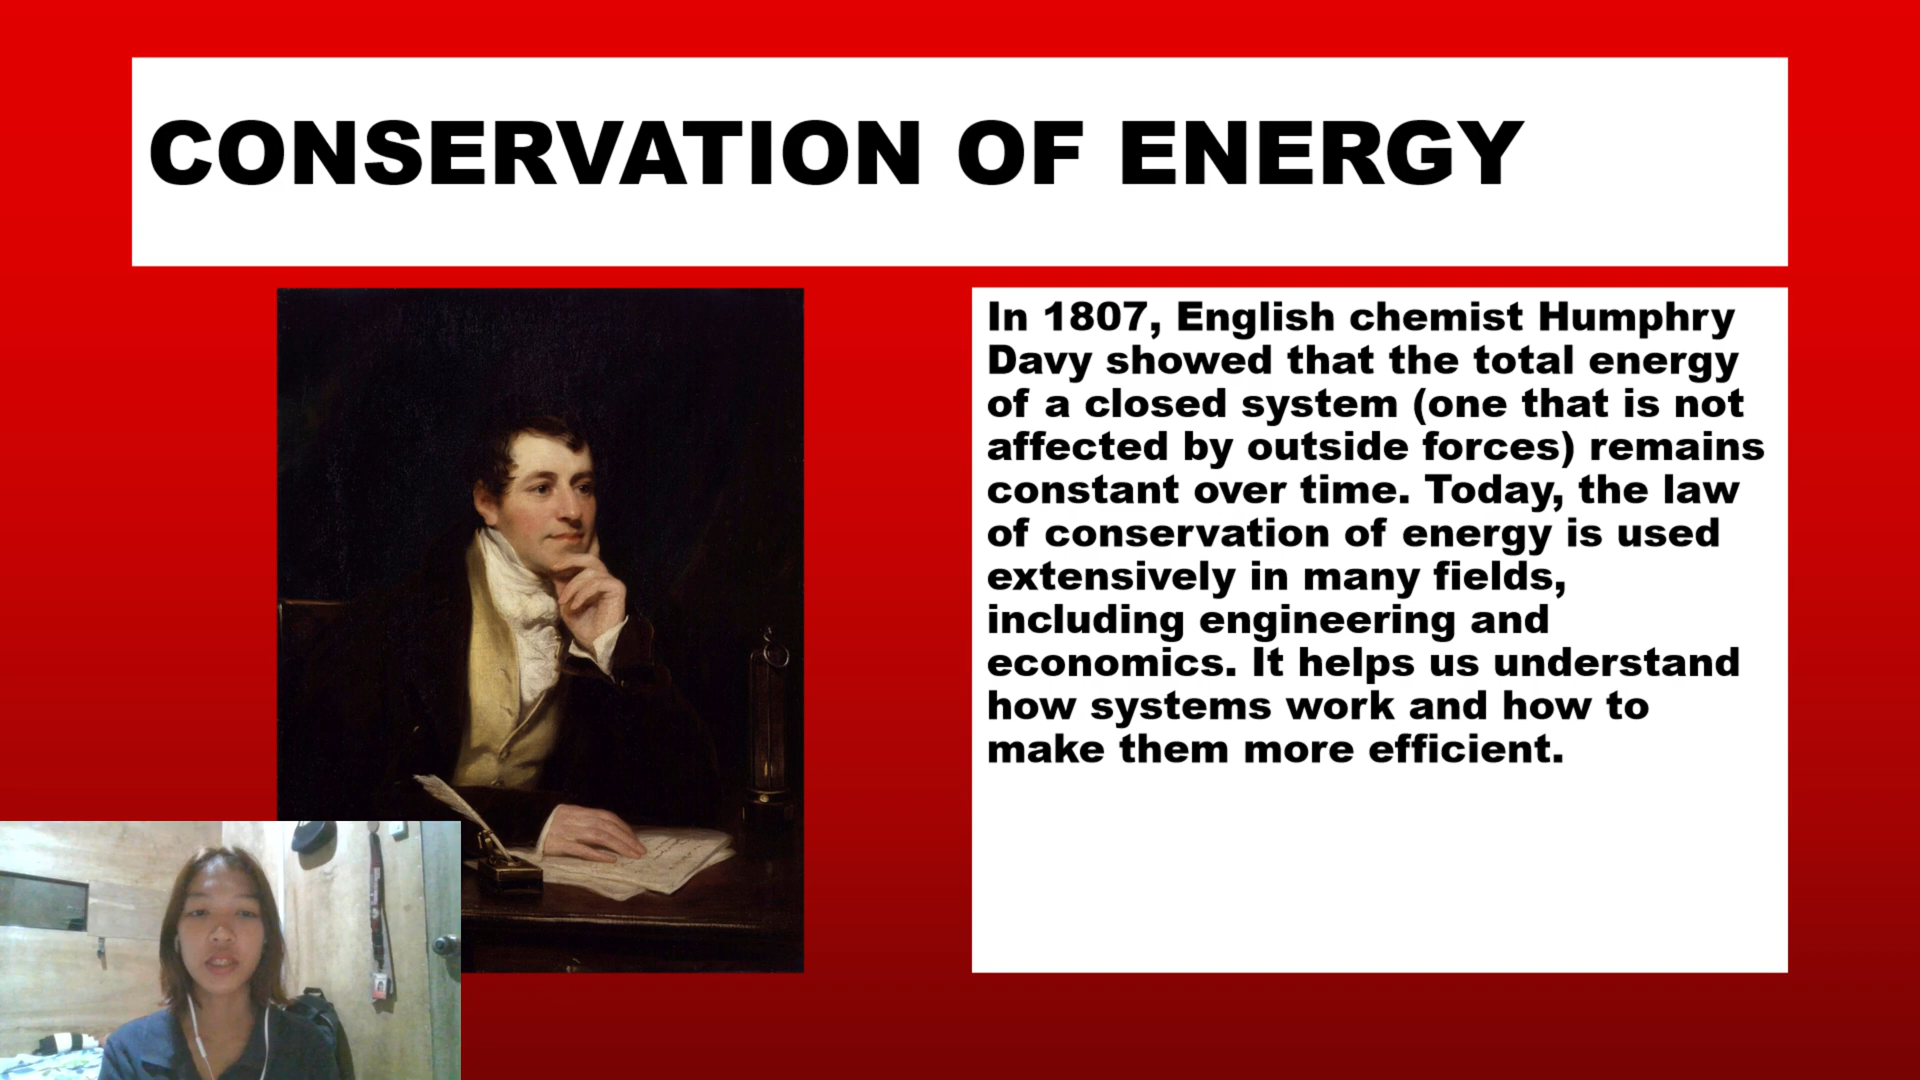 CONSERVATION OF ENERGY
In 1807, English chemist Humphry
Davy showed that the total energy
of a closed system (one that is not
affected by outside forces) remains
constant over time. Today, the law
of conservation of energy is used
extensively in many fields,
including engineering and
economics. It helps us understand
how systems work and how to
make them more efficient.